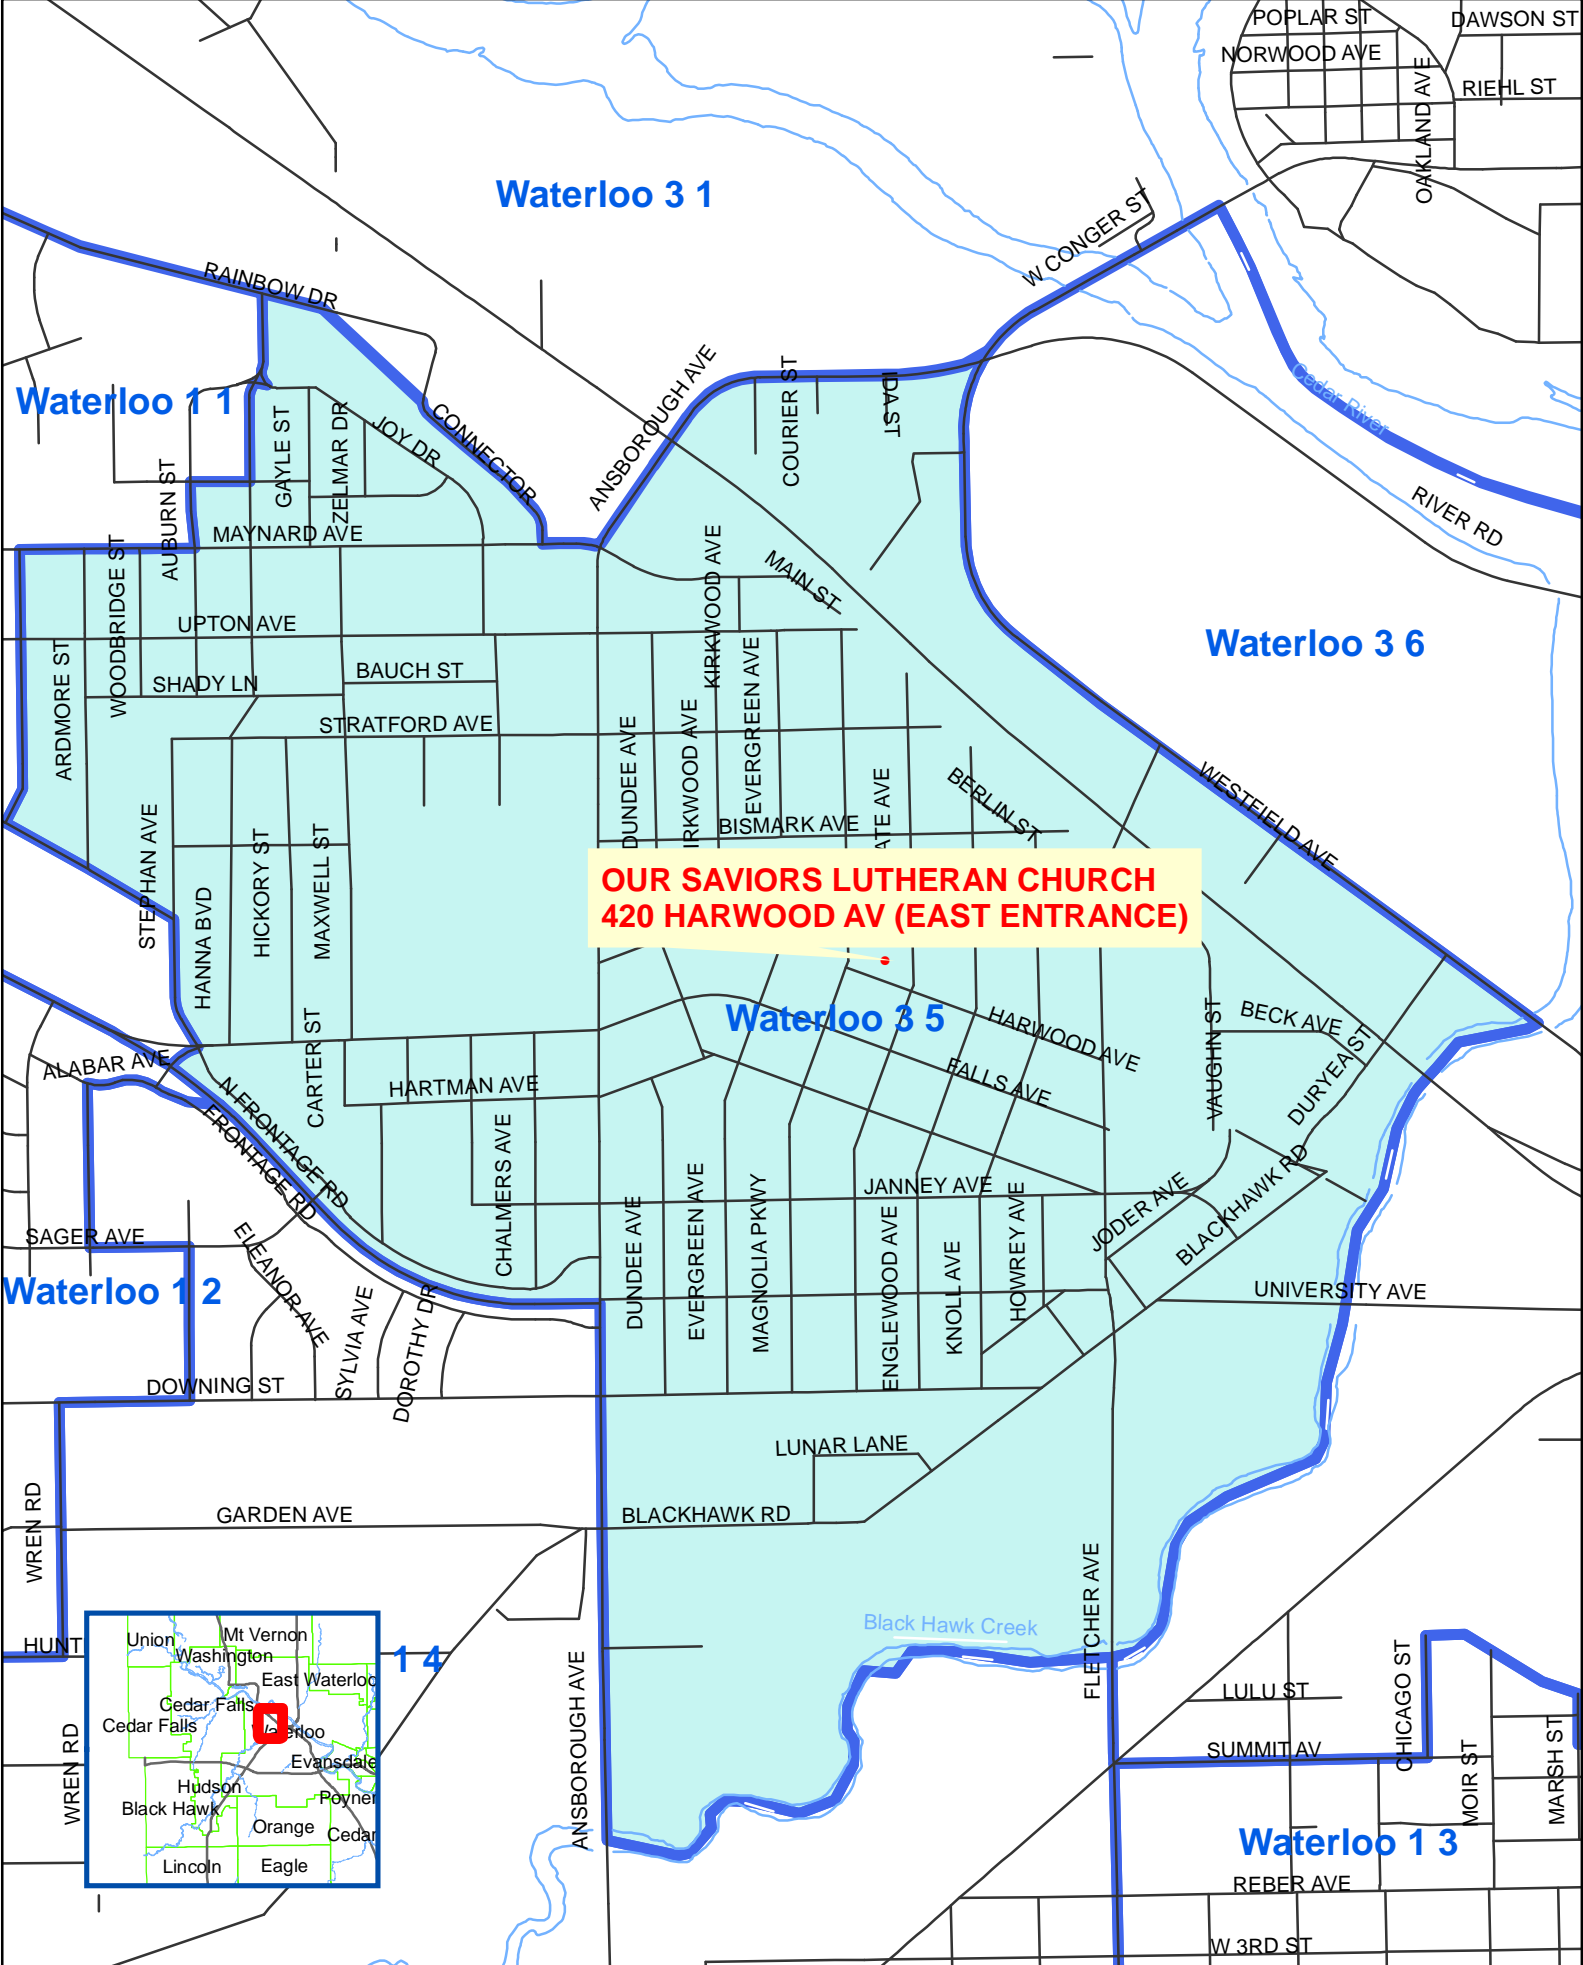 POPLAR ST
DAWSON ST
NORWOOD AVE
RIEHL ST
OAKLAND AVE
Waterloo 3 1
W CONGER ST
RAINBOW DR
Waterloo 1 1
CONNECTOR
ANSBOROUGH AVE
COURIER ST
IDA ST
Cedar River
GAYLE ST
ZELMAR DR
JOY DR
AUBURN ST
MAYNARD AVE
RIVER RD
WOODBRIDGE ST
KIRKWOOD AVE
MAIN ST
UPTON AVE
Waterloo 3 6
ARDMORE ST
SHADY LN
BAUCH ST
EVERGREEN AVE
STRATFORD AVE
DUNDEE AVE
IRKWOOD AVE
ATE AVE
BERLIN ST
WESTFIELD AVE
BISMARK AVE
STEPHAN AVE
HANNA BVD
HICKORY ST
MAXWELL ST
OUR SAVIORS LUTHERAN CHURCH
420 HARWOOD AV (EAST ENTRANCE)
Waterloo 3 5
HARWOOD AVE
VAUGHN ST
BECK AVE
DURYEA ST
ALABAR AVE
N FRONTAGE RD
FRONTAGE RD
CARTER ST
HARTMAN AVE
FALLS AVE
CHALMERS AVE
JANNEY AVE
JODER AVE
BLACKHAWK RD
SAGER AVE
ELEANOR AVE
DUNDEE AVE
EVERGREEN AVE
MAGNOLIA PKWY
ENGLEWOOD AVE
KNOLL AVE
HOWREY AVE
UNIVERSITY AVE
Waterloo 1 2
SYLVIA AVE
DOROTHY DR
DOWNING ST
LUNAR LANE
WREN RD
GARDEN AVE
BLACKHAWK RD
FLETCHER AVE
Black Hawk Creek
HUNT
1 4
Union
Mt Vernon
Washington
East Waterloo
Cedar Falls
Cedar Falls
Waterloo
Evansdale
Hudson
Black Hawk
Poyner
Orange
Cedar
Lincoln
Eagle
WREN RD
ANSBOROUGH AVE
LULU ST
CHICAGO ST
SUMMIT AV
MOIR ST
MARSH ST
Waterloo 1 3
REBER AVE
W 3RD ST